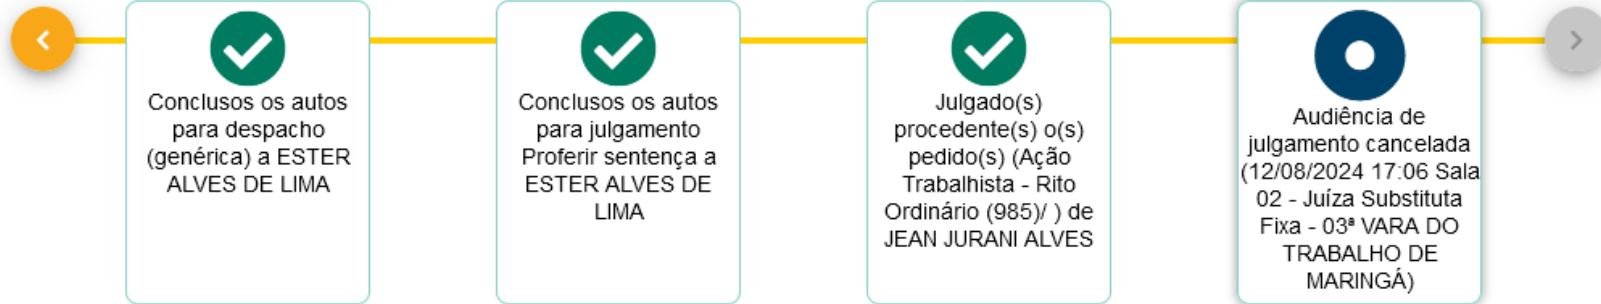 Conclusos os autos
para despacho
(genérica) a ESTER
ALVES DE LIMA
Conclusos os autos
para julgamento
Proferir sentença a
ESTER ALVES DE
LIMA
Julgado(s)
procedente(s) o(s)
pedido(s) (Ação
Trabalhista - Rito
Ordinário (985)/ ) de
JEAN JURANI ALVES
Audiência de
julgamento cancelada
(12/08/2024 17:06 Sala
02 - Juíza Substituta
Fixa - 03ª VARA DO
TRABALHO DE
MARINGÁ)